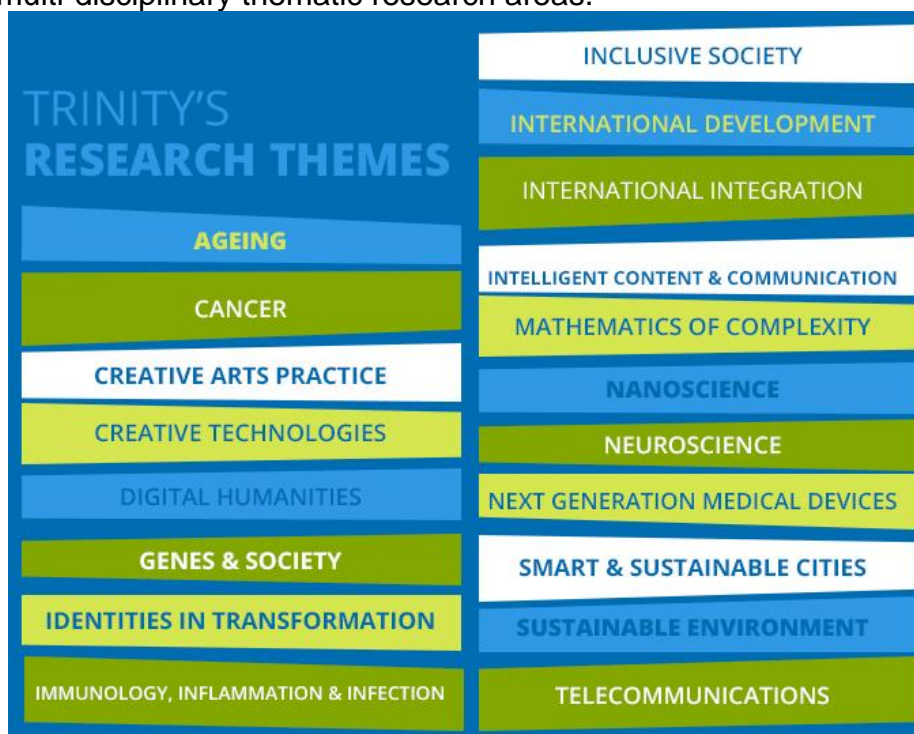 multi-disciplinary thematic research areas.
TRINITY'S
RESEARCH THEMES
AGEING
CANCER
CREATIVE ARTS PRACTICE
CREATIVE TECHNOLOGIES
DIGITAL HUMANITIES
GENES & SOCIETY
IDENTITIES IN TRANSFORMATION
IMMUNOLOGY, INFLAMMATION & INFECTION
INCLUSIVE SOCIETY
INTERNATIONAL DEVELOPMENT
INTERNATIONAL INTEGRATION
INTELLIGENT CONTENT & COMMUNICATION
MATHEMATICS OF COMPLEXITY
NANOSCIENCE
NEUROSCIENCE
NEXT GENERATION MEDICAL DEVICES
SMART & SUSTAINABLE CITIES
SUSTAINABLE ENVIRONMENT
TELECOMMUNICATIONS